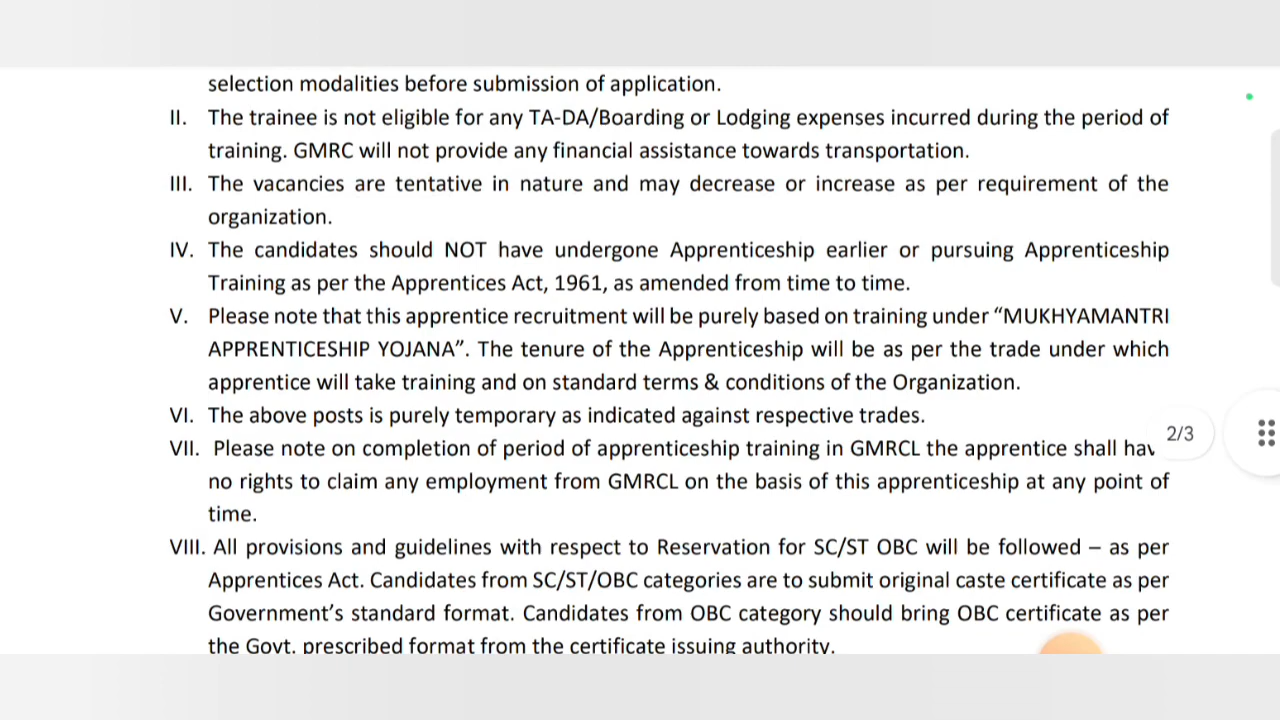 selection modalities before submission of application.
II. The trainee is not eligible for any TA-DA/Boarding or Lodging expenses incurred during the period of
training. GMRC will not provide any financial assistance towards transportation.
III. The vacancies are tentative in nature and may decrease or increase as per requirement of the
organization.
IV. The candidates should NOT have undergone Apprenticeship earlier or pursuing Apprenticeship
Training as per the Apprentices Act, 1961, as amended from time to time.
V. Please note that this apprentice recruitment will be purely based on training under “MUKHYAMANTRI
APPRENTICESHIP YOJANA”. The tenure of the Apprenticeship will be as per the trade under which
apprentice will take training and on standard terms & conditions of the Organization.
VI. The above posts is purely temporary as indicated against respective trades.
2/3
VII. Please note on completion of period of apprenticeship training in GMRCL the apprentice shall hav
no rights to claim any employment from GMRCL on the basis of this apprenticeship at any point of
time.
VIII. All provisions and guidelines with respect to Reservation for SC/ST OBC will be followed – as per
Apprentices Act. Candidates from SC/ST/OBC categories are to submit original caste certificate as per
Government’s standard format. Candidates from OBC category should bring OBC certificate as per
the Govt. prescribed format from the certificate issuing authority.